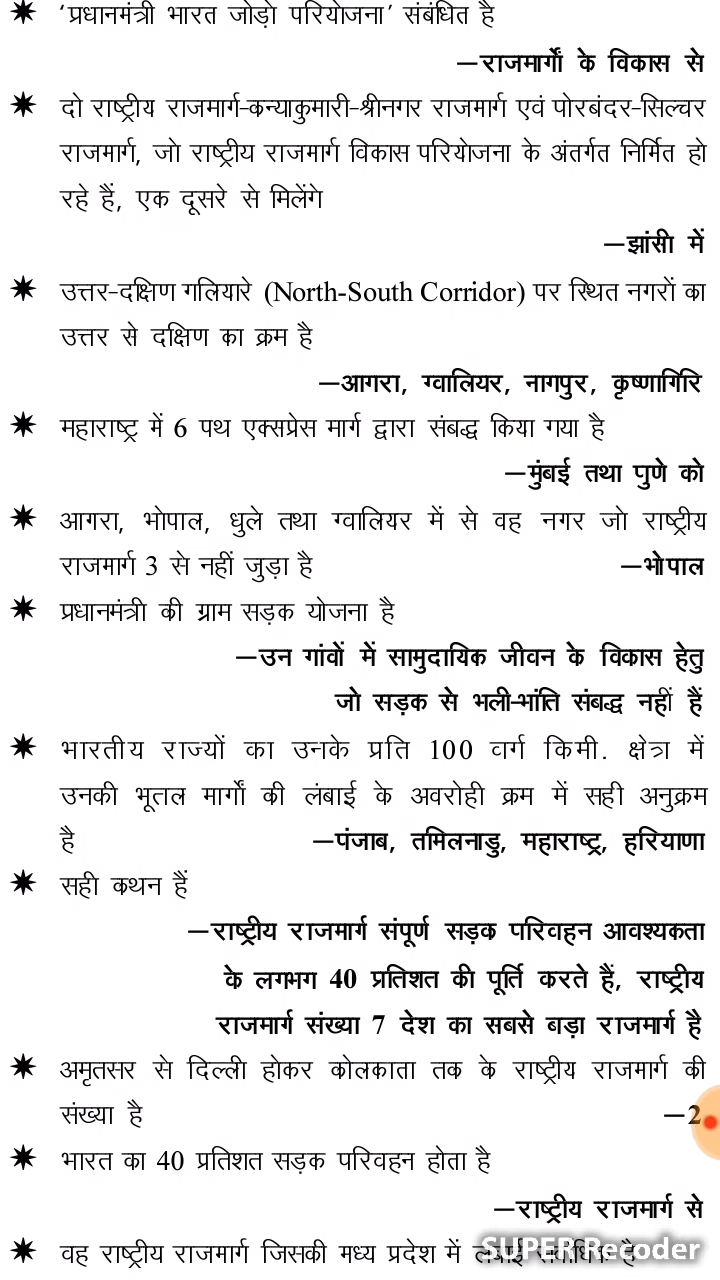 ✷ 'प्रधानमंत्री भारत जोड़ो परियोजना' संबंधित है
–राजमार्गों के विकास से
✷ दो राष्ट्रीय राजमार्ग-कन्याकुमारी-श्रीनगर राजमार्ग एवं पोरबंदर-सिल्चर
राजमार्ग, जो राष्ट्रीय राजमार्ग विकास परियोजना के अंतर्गत निर्मित हो
रहे हैं, एक दूसरे से मिलेंगे
–झांसी में
✷ उत्तर-दक्षिण गलियारे (North-South Corridor) पर स्थित नगरों का
उत्तर से दक्षिण का क्रम है
–आगरा, ग्वालियर, नागपुर, कृष्णागिरि
✷ महाराष्ट्र में 6 पथ एक्सप्रेस मार्ग द्वारा संबद्ध किया गया है
–मुंबई तथा पुणे को
✷ आगरा, भोपाल, धुले तथा ग्वालियर में से वह नगर जो राष्ट्रीय
राजमार्ग 3 से नहीं जुड़ा है –भोपाल
✷ प्रधानमंत्री की ग्राम सड़क योजना है
–उन गांवों में सामुदायिक जीवन के विकास हेतु
जो सड़क से भली-भांति संबद्ध नहीं हैं
✷ भारतीय राज्यों का उनके प्रति 100 वर्ग किमी. क्षेत्र में
उनकी भूतल मार्गों की लंबाई के अवरोही क्रम में सही अनुक्रम
है –पंजाब, तमिलनाडु, महाराष्ट्र, हरियाणा
✷ सही कथन हैं
–राष्ट्रीय राजमार्ग संपूर्ण सड़क परिवहन आवश्यकता
के लगभग 40 प्रतिशत की पूर्ति करते हैं, राष्ट्रीय
राजमार्ग संख्या 7 देश का सबसे बड़ा राजमार्ग है
✷ अमृतसर से दिल्ली होकर कोलकाता तक के राष्ट्रीय राजमार्ग की
संख्या है –2
✷ भारत का 40 प्रतिशत सड़क परिवहन होता है
–राष्ट्रीय राजमार्ग से
✷ वह राष्ट्रीय राजमार्ग जिसकी मध्य प्रदेश में लंबाई सर्वाधिक है
SUPER Recoder